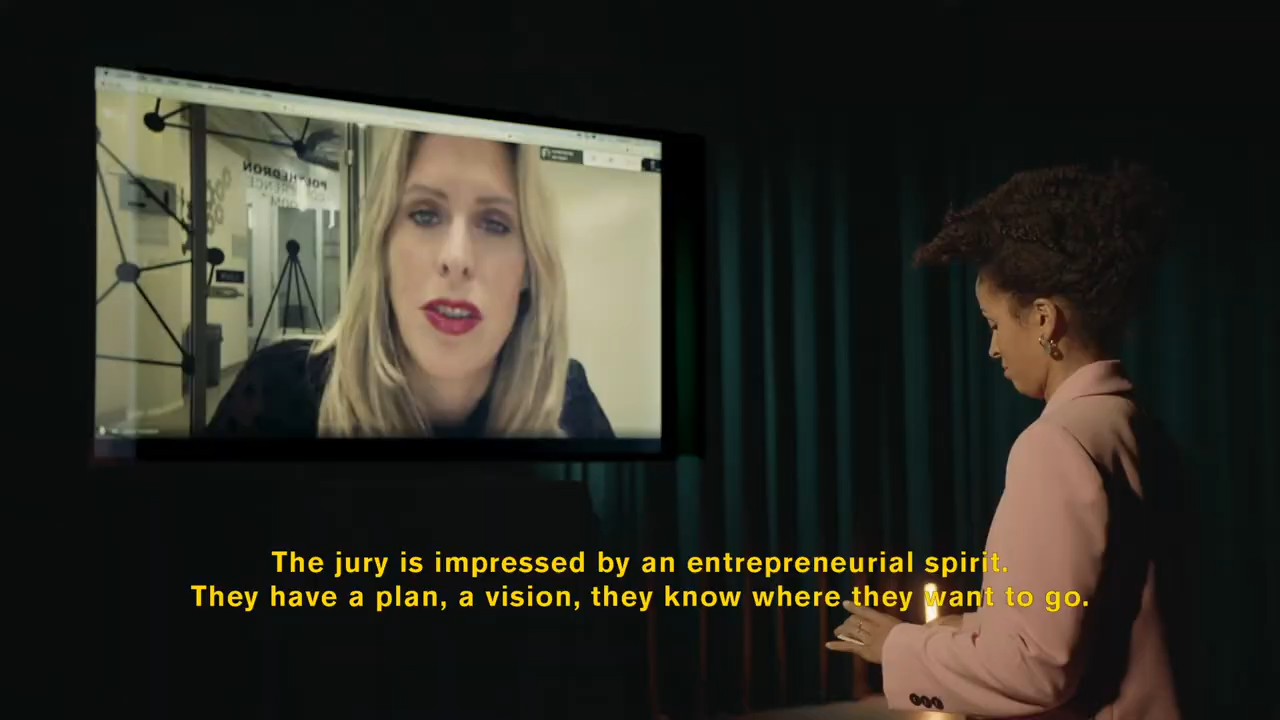 POLYHEDRON
The jury is impressed by an entrepreneurial spirit.
They have a plan, a vision, they know where they want to go.